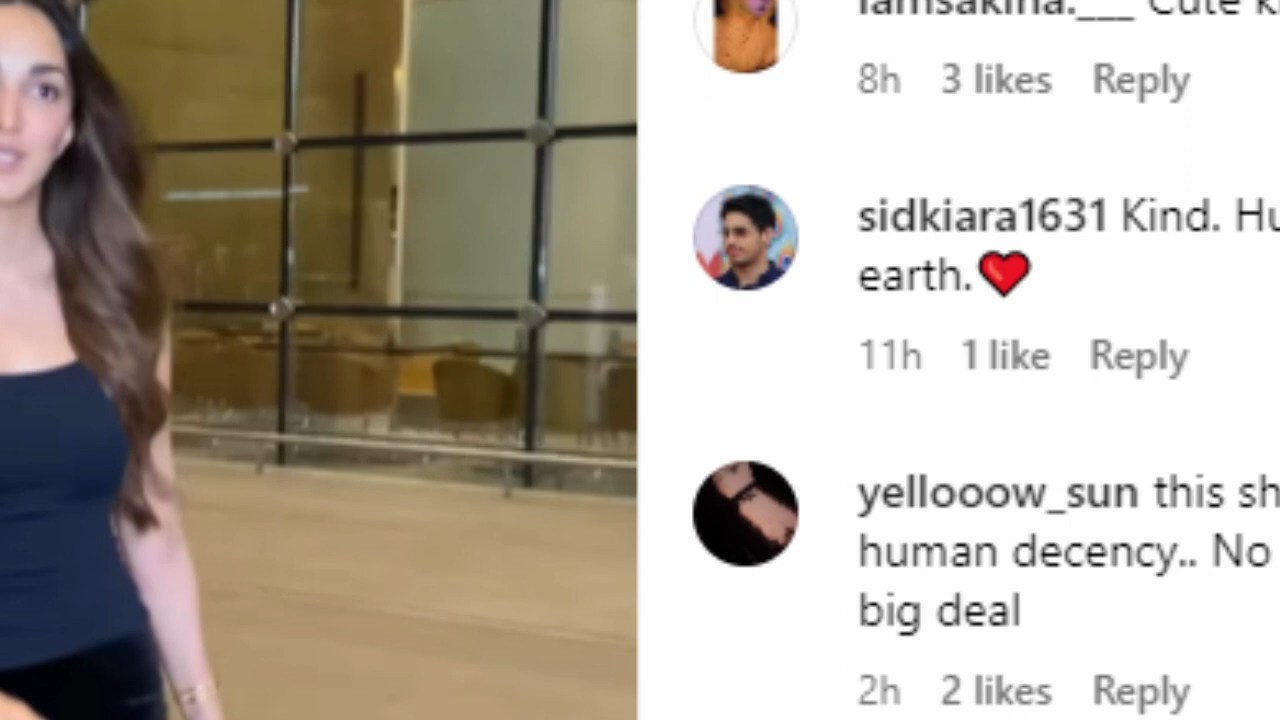 Cute
8h 3 likes Reply
sidkiara1631 Kind.
earth.❤️
11h 1 like Reply
yellooow_sun this
human decency.. No
big deal
2h 2 likes Reply